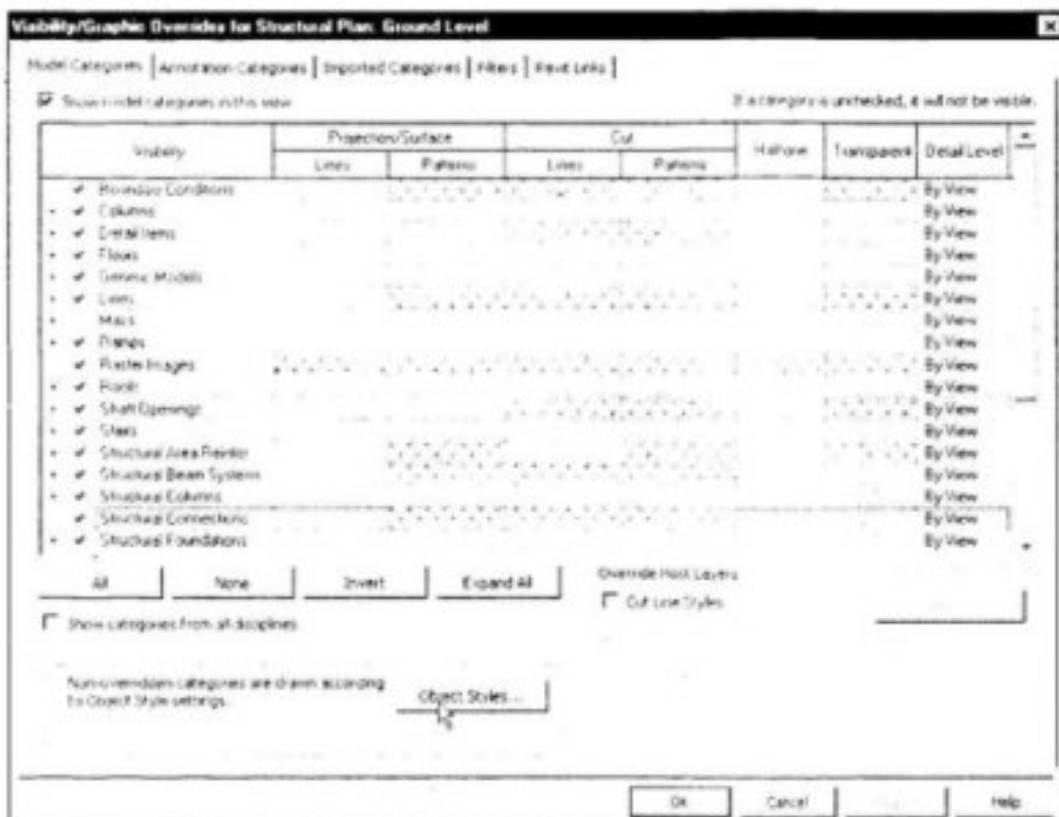 Visibility/Graphic Overrides for Structural Plan: Ground Level
Model Categories Annotation Categories Imported Categories Filters Revit Links
Show model categories in this view If a category is unchecked, it will not be visible.
Visibility Projection/Surface Cut Halftone Transparent Detail Level
Lines Patterns Lines Patterns
Boundary Conditions By View
Columns By View
Detail Items By View
Floors By View
Generic Models By View
Lines By View
Mass By View
Ramps By View
Raster Images By View
Roofs By View
Shaft Openings By View
Stairs By View
Structural Area Reinfor By View
Structural Beam Systems By View
Structural Columns By View
Structural Connections By View
Structural Foundations By View
All None Invert Expand All Override Host Layers
Cut Line Styles
Show categories from all disciplines
Non-overridden categories are drawn according
to Object Style settings.
Object Styles...
OK Cancel Help